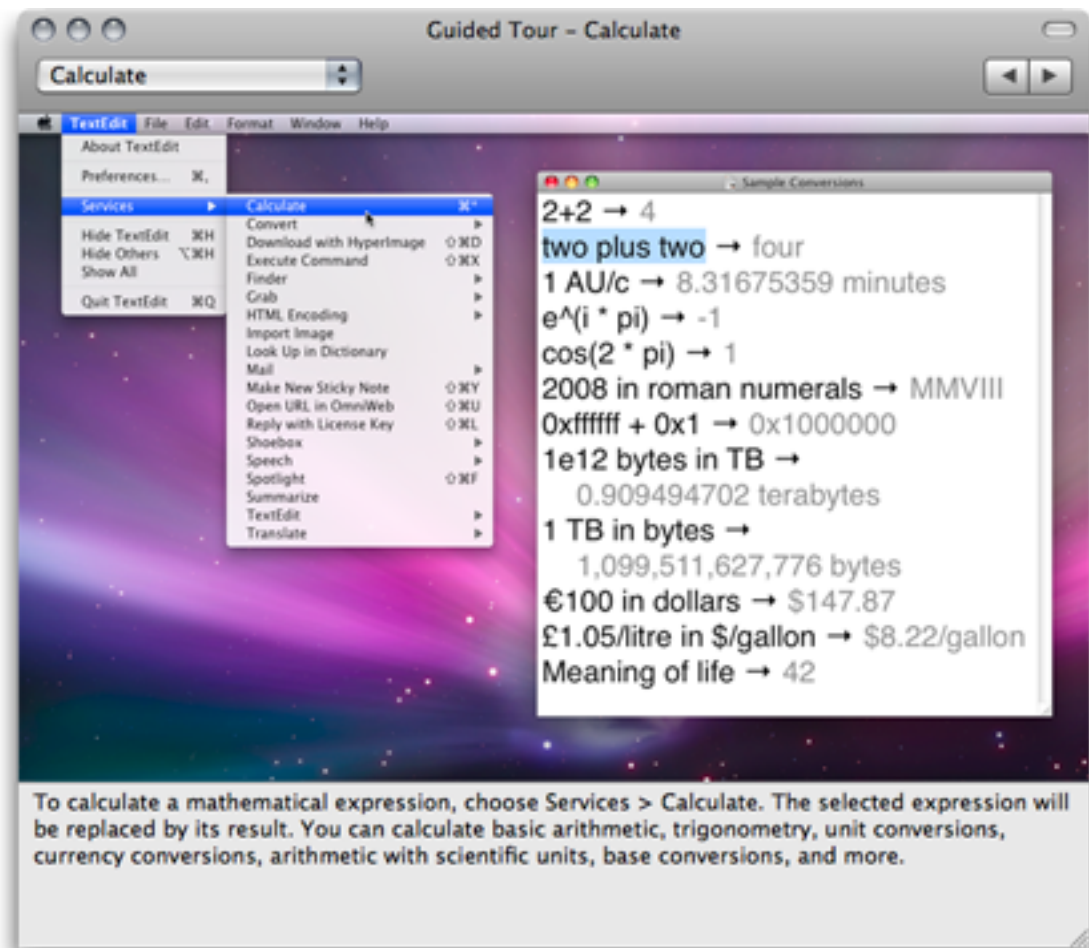 Guided Tour – Calculate
Calculate
TextEdit File Edit Format Window Help
About TextEdit
Preferences... ⌘,
Services
Hide TextEdit ⌘H
Hide Others ⌥⌘H
Show All
Quit TextEdit ⌘Q
Calculate ⌘*
Convert
Download with HyperImage ⇧⌘D
Execute Command ⇧⌘X
Finder
Grab
HTML Encoding
Import Image
Look Up in Dictionary
Mail
Make New Sticky Note ⇧⌘Y
Open URL in OmniWeb ⇧⌘U
Reply with License Key ⇧⌘L
Shoebox
Speech
Spotlight ⇧⌘F
Summarize
TextEdit
Translate
Sample Conversions
2+2 → 4
two plus two → four
1 AU/c → 8.31675359 minutes
e^(i * pi) → -1
cos(2 * pi) → 1
2008 in roman numerals → MMVIII
0xffffff + 0x1 → 0x1000000
1e12 bytes in TB →
0.909494702 terabytes
1 TB in bytes →
1,099,511,627,776 bytes
€100 in dollars → $147.87
£1.05/litre in $/gallon → $8.22/gallon
Meaning of life → 42
To calculate a mathematical expression, choose Services > Calculate. The selected expression will
be replaced by its result. You can calculate basic arithmetic, trigonometry, unit conversions,
currency conversions, arithmetic with scientific units, base conversions, and more.